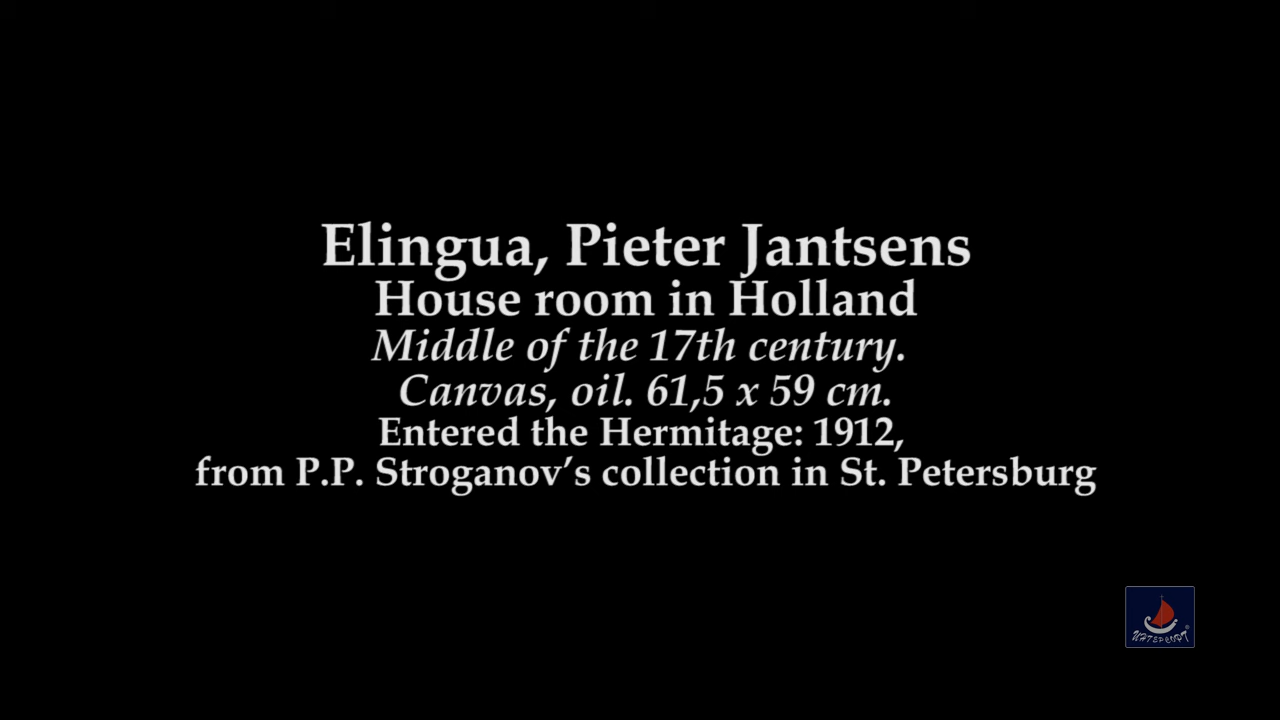 Elingua, Pieter Jantsens
House room in Holland
Middle of the 17th century.
Canvas, oil. 61,5 x 59 cm.
Entered the Hermitage: 1912,
from P.P. Stroganov’s collection in St. Petersburg